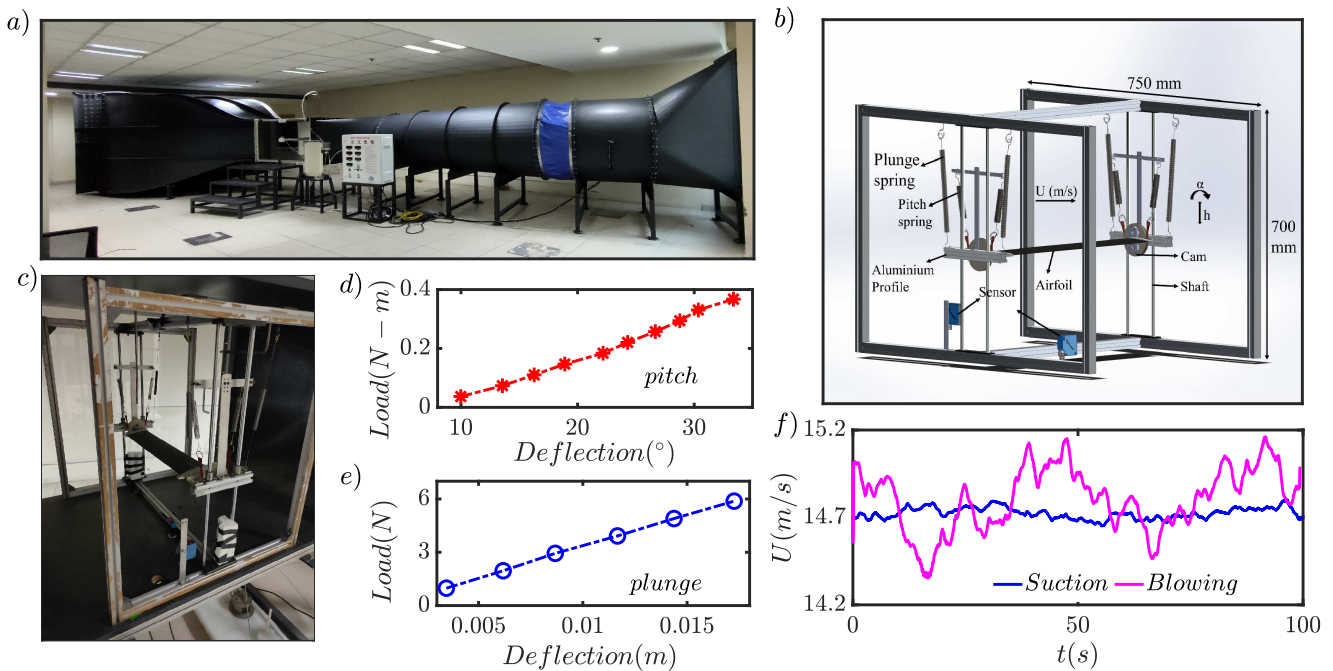 a)
b)
750 mm
Plunge
spring
Pitch
spring
U (m/s)
α
h
700
mm
Aluminium
Profile
Sensor
Airfoil
Cam
Shaft
c)
d)
0.4
0.2
0
Load(N − m)
pitch
10
20
30
Deflection(°)
e)
6
3
0
Load(N)
plunge
0.005
0.01
0.015
Deflection(m)
f)
15.2
14.7
14.2
U(m/s)
Suction
Blowing
0
50
100
t(s)